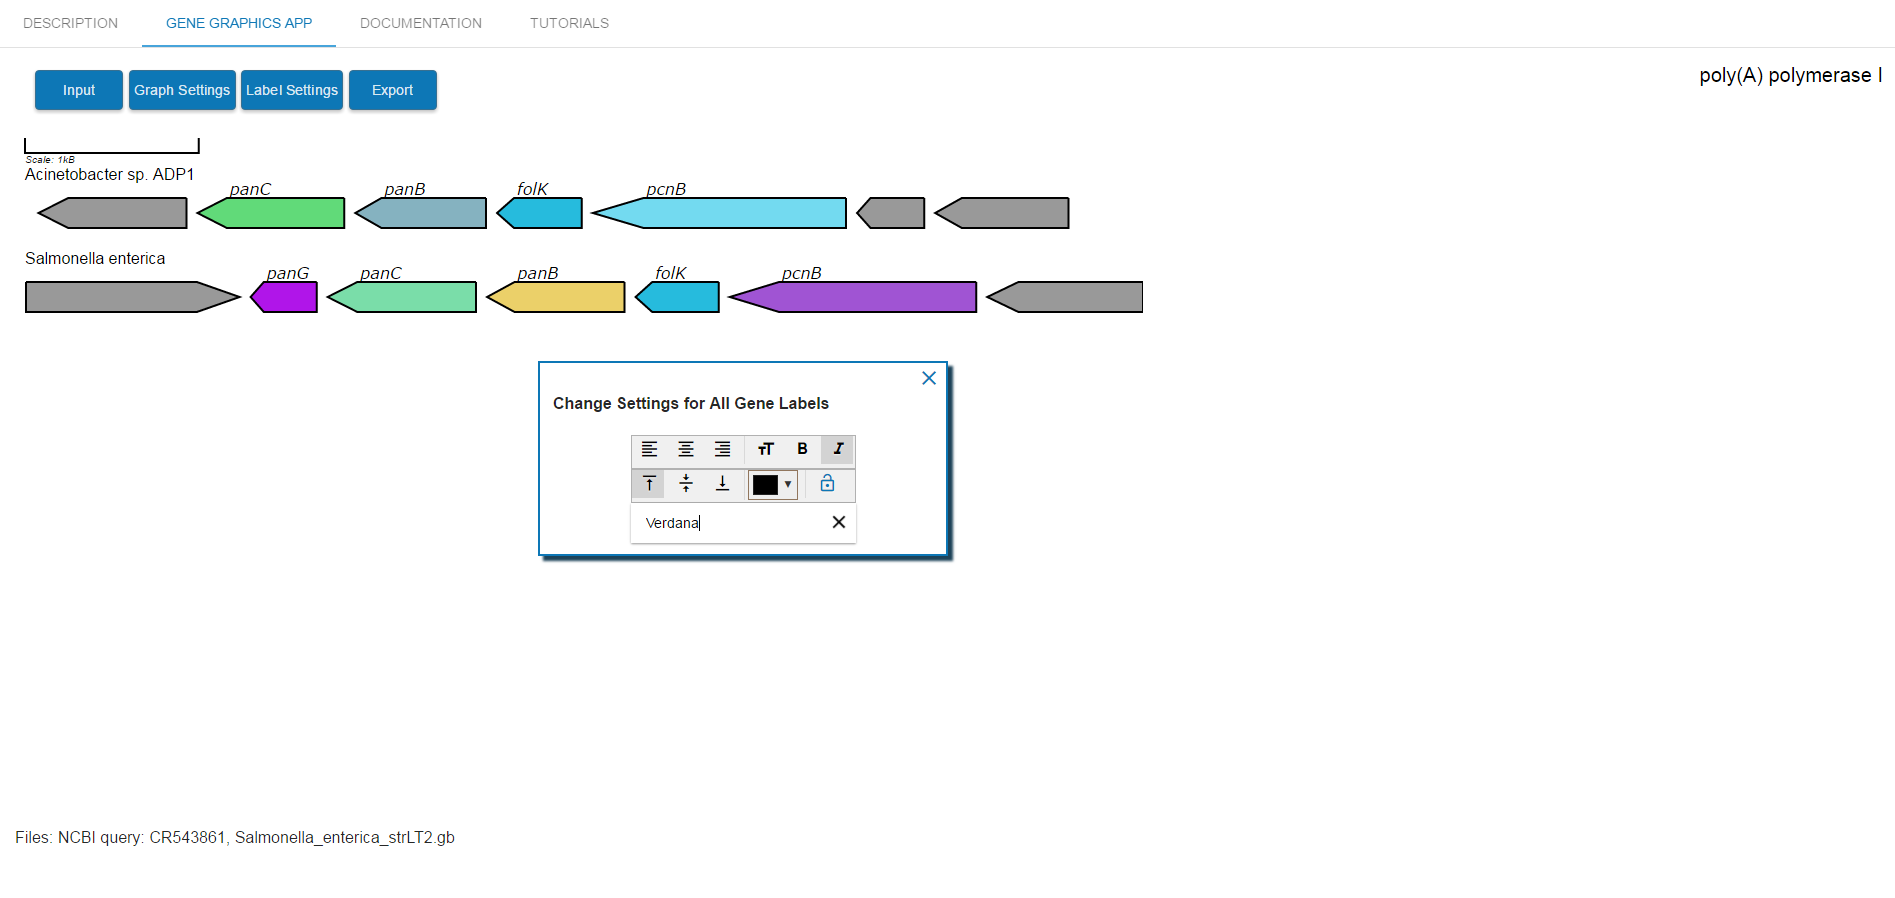 DESCRIPTION GENE GRAPHICS APP DOCUMENTATION TUTORIALS
Input Graph Settings Label Settings Export
poly(A) polymerase I
Scale: 1kB
Acinetobacter sp. ADP1
panC panB folK pcnB
Salmonella enterica
panG panC panB folK pcnB
Change Settings for All Gene Labels
TT B I
Verdana
Files: NCBI query: CR543861, Salmonella_enterica_strLT2.gb